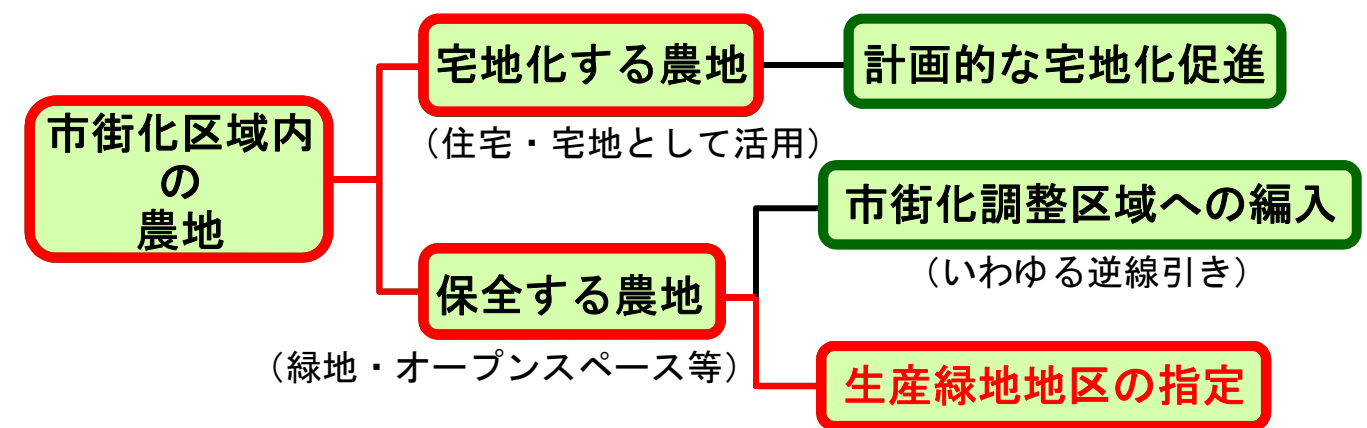 市街化区域内
の
農地
宅地化する農地
(住宅・宅地として活用)
計画的な宅地化促進
保全する農地
(緑地・オープンスペース等)
市街化調整区域への編入
(いわゆる逆線引き)
生産緑地地区の指定